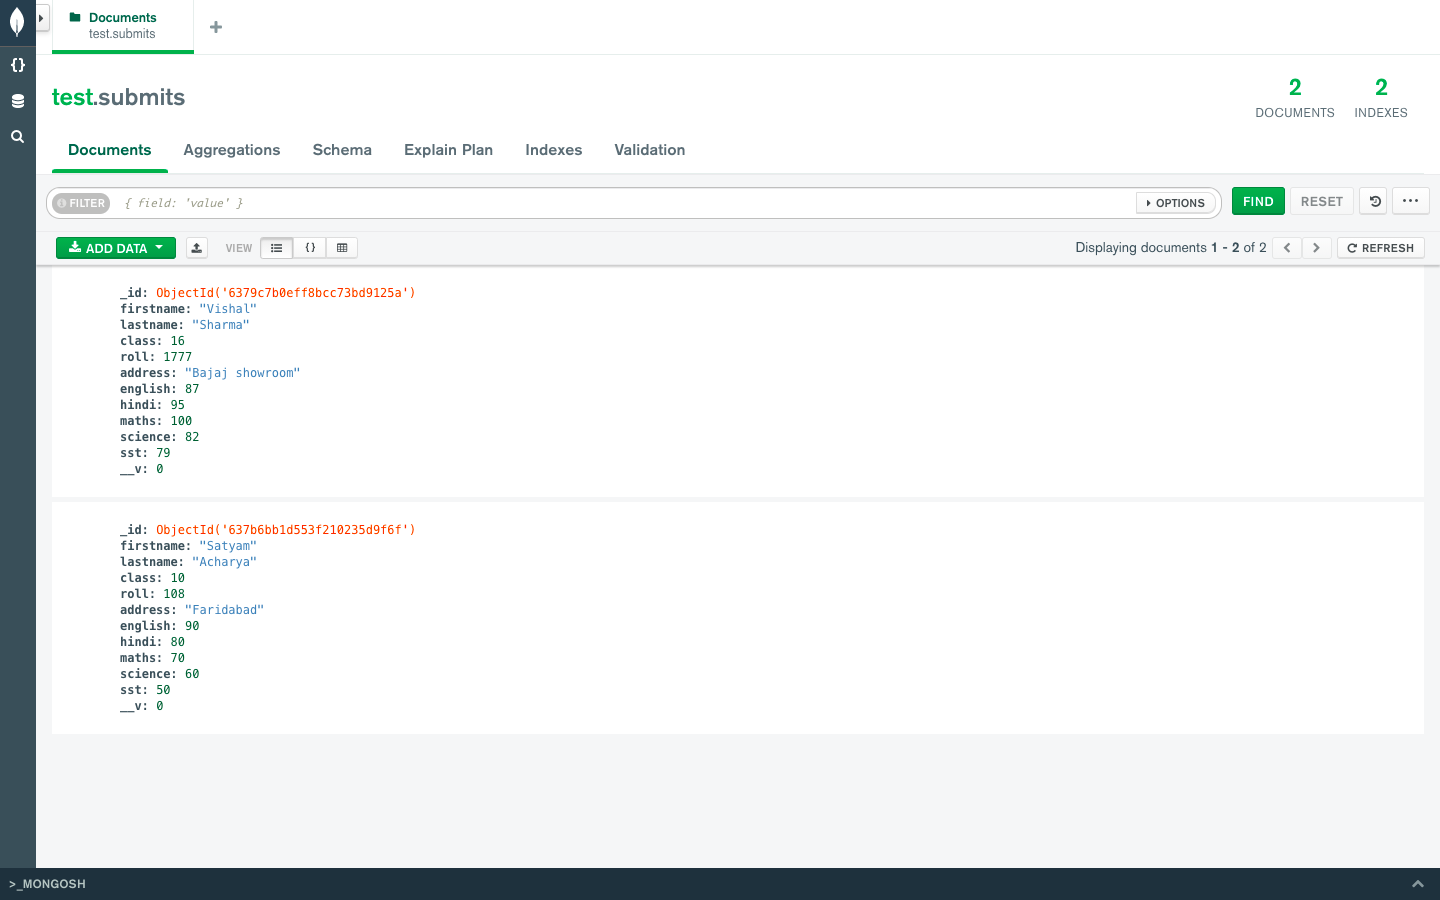 Documents
test.submits
test.submits
2
DOCUMENTS
2
INDEXES
Documents Aggregations Schema Explain Plan Indexes Validation
FILTER { field: 'value' } OPTIONS FIND RESET
ADD DATA VIEW {} Displaying documents 1 - 2 of 2 REFRESH
_id: ObjectId('6379c7b0eff8bcc73bd9125a')
firstname: "Vishal"
lastname: "Sharma"
class: 16
roll: 1777
address: "Bajaj showroom"
english: 87
hindi: 95
maths: 100
science: 82
sst: 79
__v: 0
_id: ObjectId('637b6bb1d553f210235d9f6f')
firstname: "Satyam"
lastname: "Acharya"
class: 10
roll: 108
address: "Faridabad"
english: 90
hindi: 80
maths: 70
science: 60
sst: 50
__v: 0
>_MONGOSH